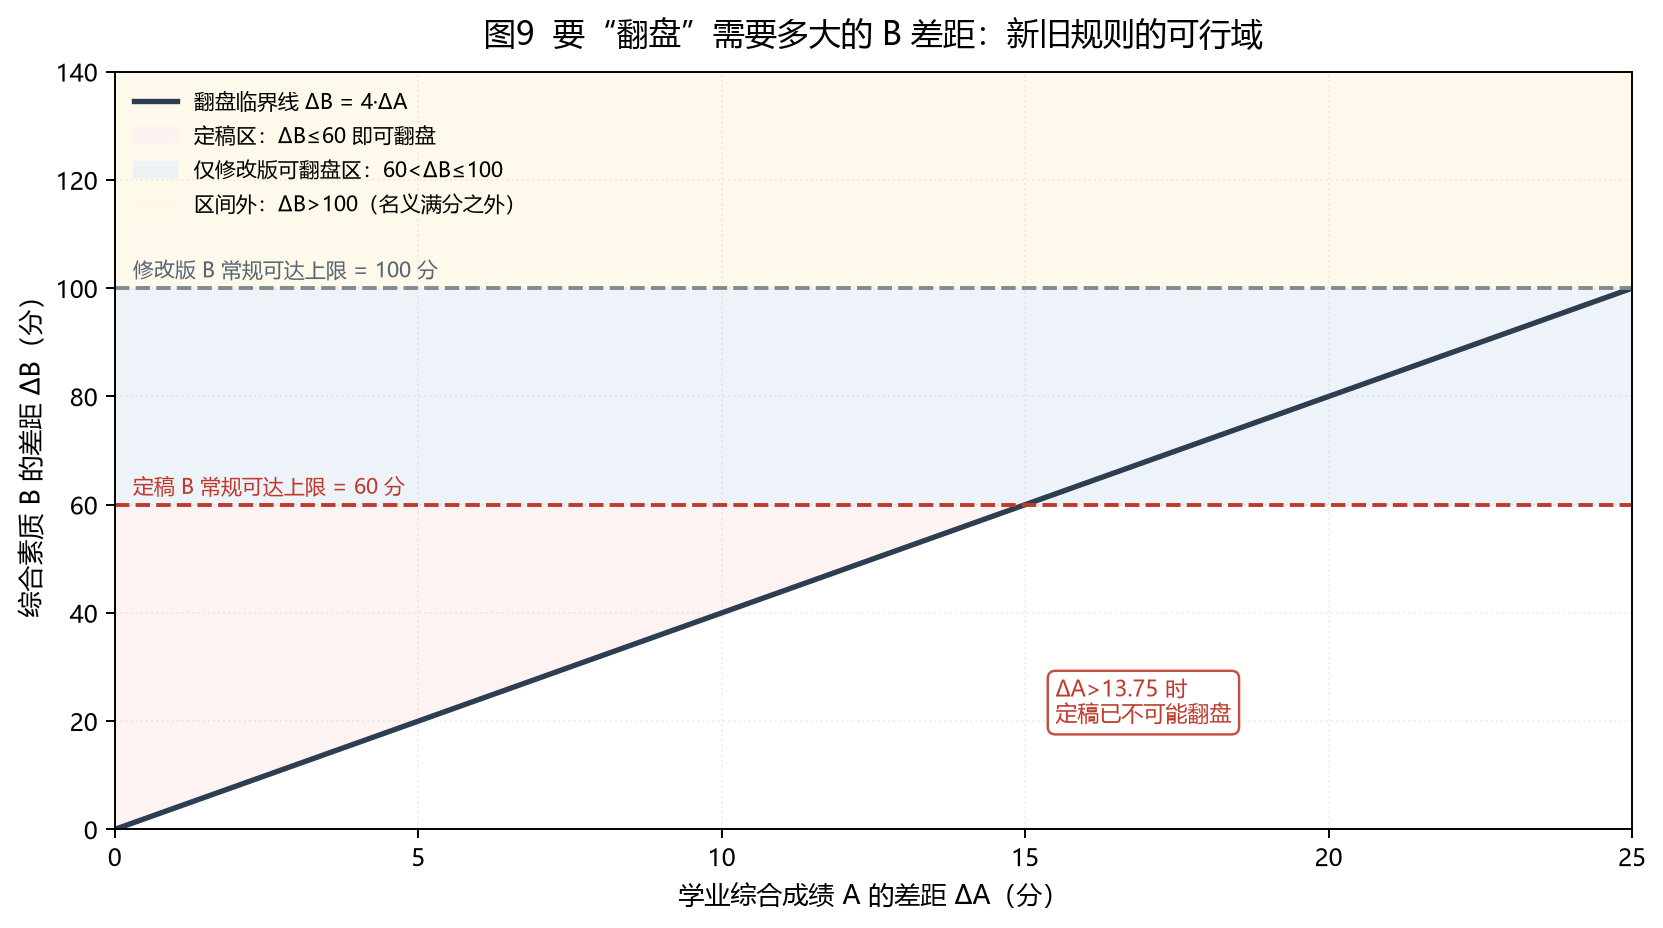 图9 要“翻盘”需要多大的 B 差距：新旧规则的可行域
140
120
100
80
60
40
20
0
综合素质 B 的差距 ΔB（分）
翻盘临界线 ΔB = 4·ΔA
定稿区：ΔB≤60 即可翻盘
仅修改版可翻盘区：60<ΔB≤100
区间外：ΔB>100（名义满分之外）
修改版 B 常规可达上限 = 100 分
定稿 B 常规可达上限 = 60 分
ΔA>13.75 时
定稿已不可能翻盘
0 5 10 15 20 25
学业综合成绩 A 的差距 ΔA（分）